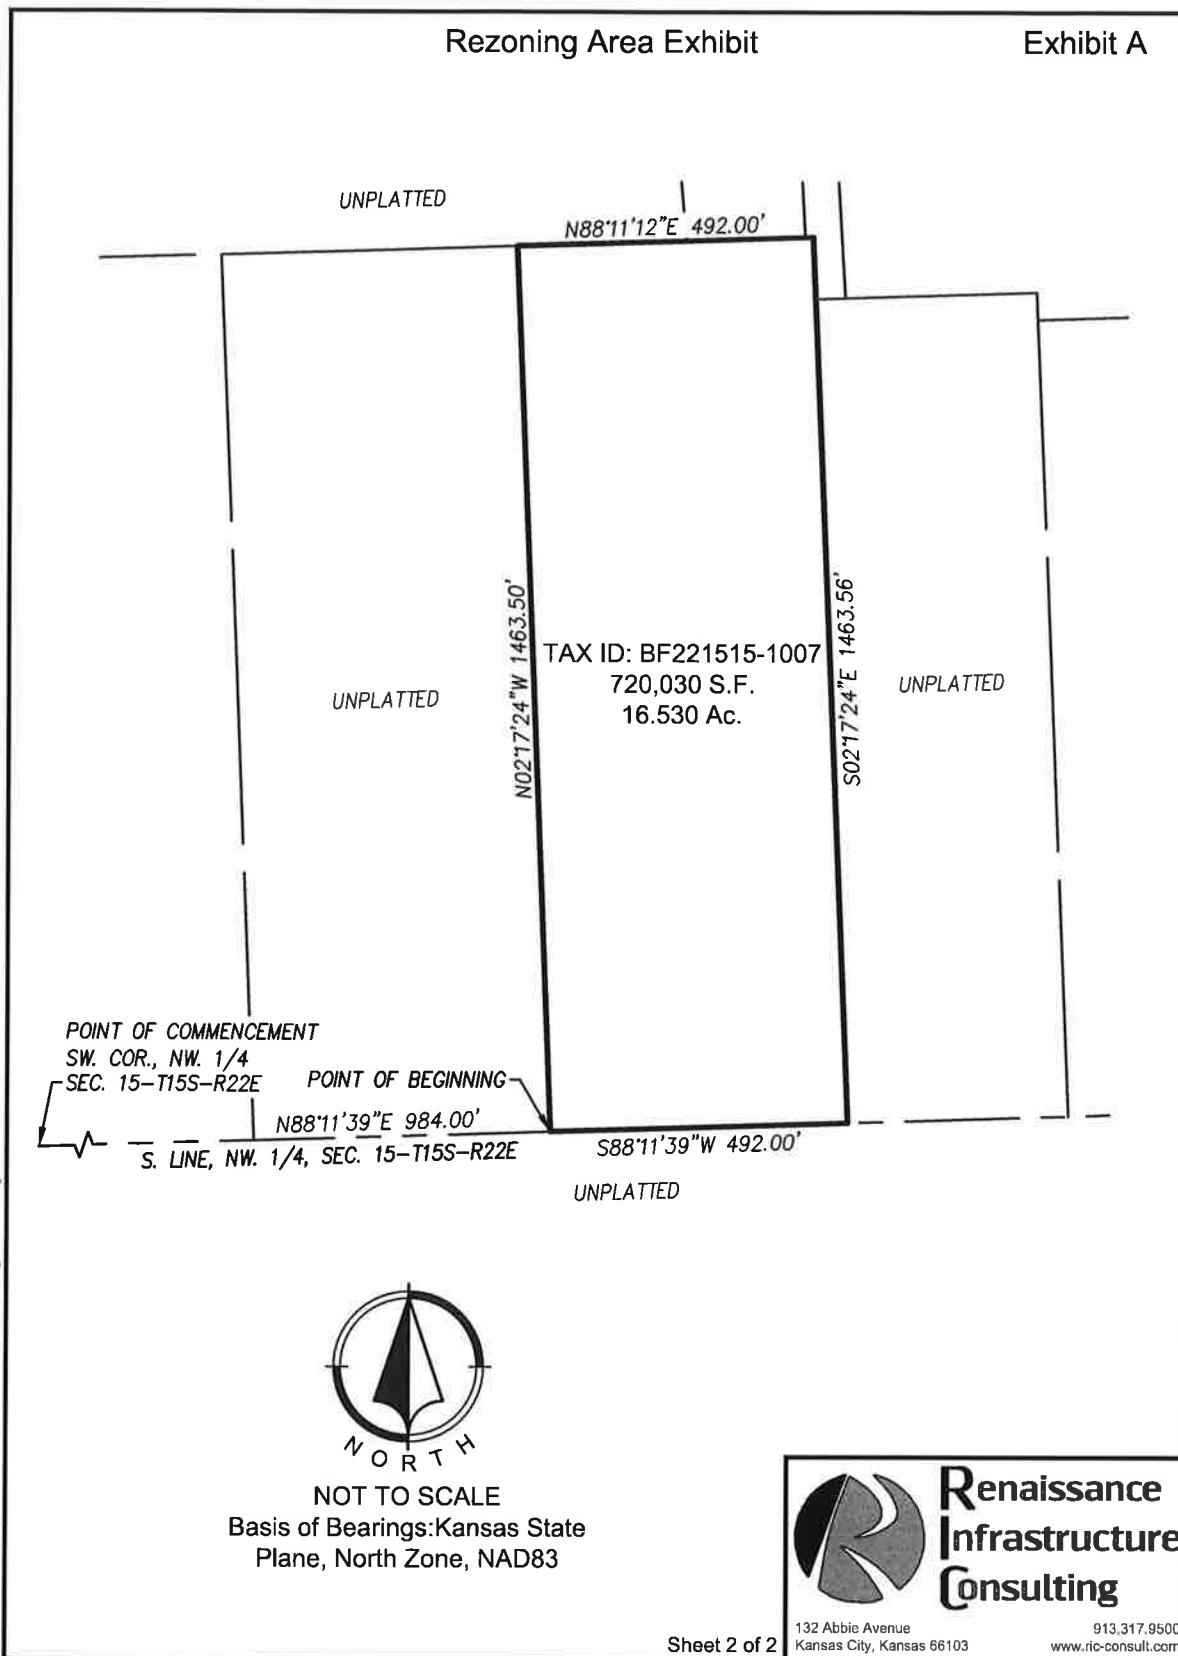 Rezoning Area Exhibit
Exhibit A
UNPLATTED
N88°11'12"E 492.00'
N02°17'24"W 1463.50'
TAX ID: BF221515-1007
720,030 S.F.
16.530 Ac.
S02°17'24"E 1463.56'
UNPLATTED
UNPLATTED
POINT OF COMMENCEMENT
SW. COR., NW. 1/4
SEC. 15-T15S-R22E
POINT OF BEGINNING
N88°11'39"E 984.00'
S. LINE, NW. 1/4, SEC. 15-T15S-R22E
S88°11'39"W 492.00'
UNPLATTED
NORTH
NOT TO SCALE
Basis of Bearings:Kansas State
Plane, North Zone, NAD83
Renaissance
Infrastructure
Consulting
132 Abbie Avenue
Kansas City, Kansas 66103
913.317.9500
www.ric-consult.com
Sheet 2 of 2